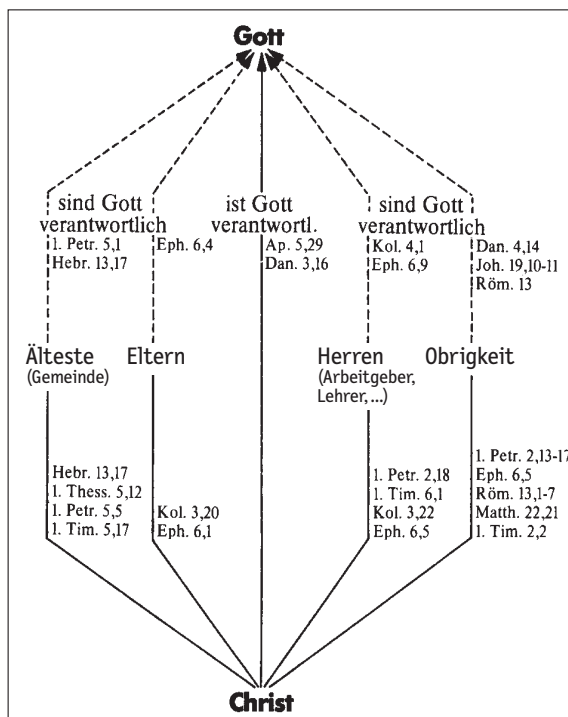 Gott
sind Gott
verantwortlich
1. Petr. 5,1
Hebr. 13,17
Eph. 6,4
ist Gott
verantwortl.
Ap. 5,29
Dan. 3,16
sind Gott
verantwortlich
Kol. 4,1
Eph. 6,9
Dan. 4,14
Joh. 19,10-11
Röm. 13
Älteste
(Gemeinde)
Eltern
Herren
(Arbeitgeber,
Lehrer, ...)
Obrigkeit
Hebr. 13,17
1. Thess. 5,12
1. Petr. 5,5
1. Tim. 5,17
Kol. 3,20
Eph. 6,1
1. Petr. 2,18
1. Tim. 6,1
Kol. 3,22
Eph. 6,5
1. Petr. 2,13-17
Eph. 6,5
Röm. 13,1-7
Matth. 22,21
1. Tim. 2,2
Christ